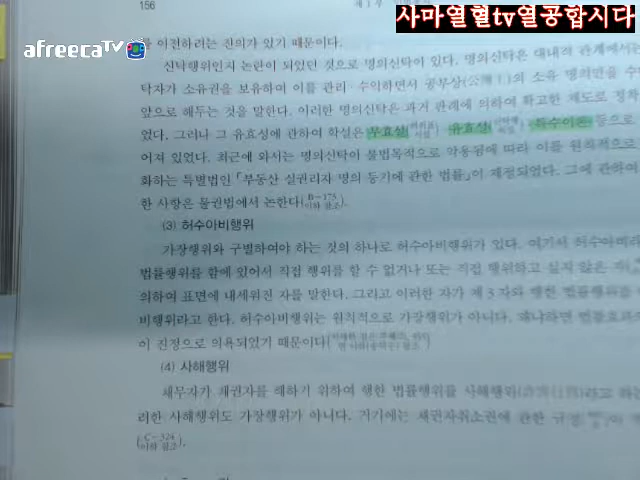 사마열혈tv열공합시다
156
afreecaTV
를 이전하려는 진의가 있기 때문이다.
신탁행위인지 논란이 되었던 것으로 명의신탁이 있다. 명의신탁은 대내적 관계에서는
탁자가 소유권을 보유하여 이를 관리·수익하면서 공부상의 소유 명의만을 수
앞으로 해두는 것을 말한다. 이러한 명의신탁은 과거 판례에 의하여 확고한 제도로 정착
었다. 그러나 그 유효성에 관하여 학설은 무효설 유효설 등으로
어져 있었다. 최근에 와서는 명의신탁이 불법목적으로 악용됨에 따라 이를 원칙적으로
화하는 특별법인 「부동산 실권리자 명의 등기에 관한 법률」이 제정되었다. 그에 관하여
한 사항은 물권법에서 논한다(B-175 이하 참조).
(3) 허수아비행위
가장행위와 구별하여야 하는 것의 하나로 허수아비행위가 있다. 여기서 허수아비라
법률행위를 함에 있어서 직접 행위를 할 수 없거나 또는 직접 행위하고 싶지 않은 자
의하여 표면에 내세워진 자를 말한다. 그리고 이러한 자가 제3자와 행한 법률행위를
비행위라고 한다. 허수아비행위는 원칙적으로 가장행위가 아니다. 왜냐하면 법률효과
이 진정으로 의욕되었기 때문이다
(4) 사해행위
채무자가 채권자를 해하기 위하여 행한 법률행위를 사해행위라고 하는
러한 사해행위도 가장행위가 아니다. 거기에는 채권자취소권에 관한 규정
(C-324 이하 참조).